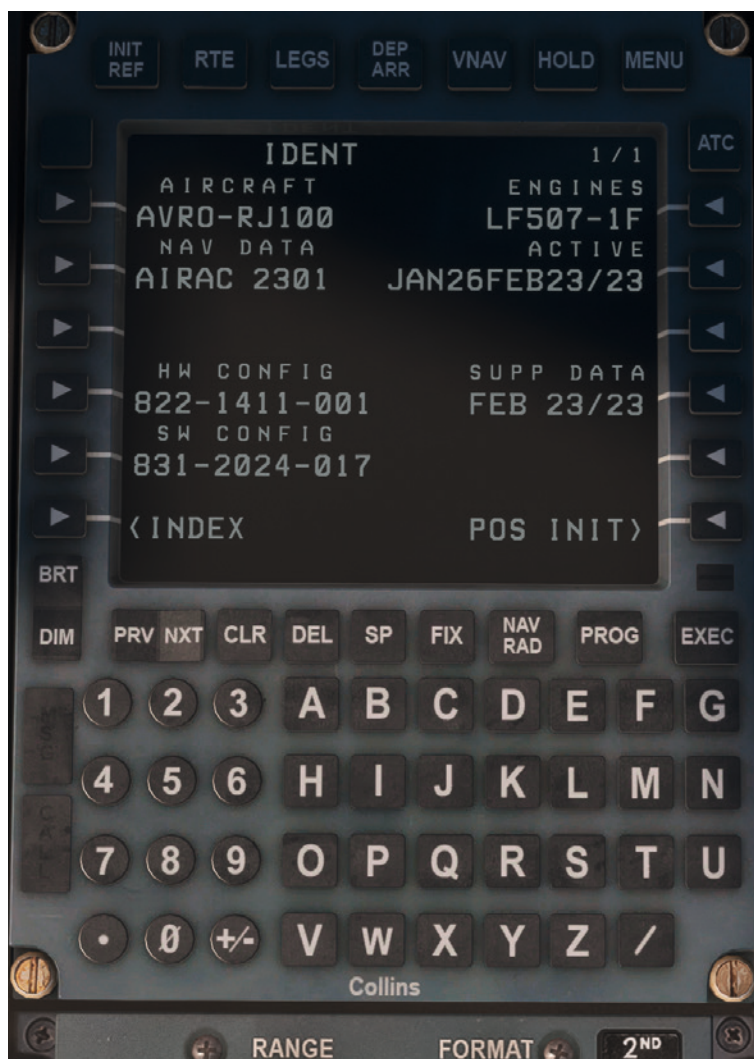 INIT REF RTE LEGS DEP ARR VNAV HOLD MENU
ATC
IDENT 1/1
AIRCRAFT ENGINES
AVRO-RJ100 LF507-1F
NAV DATA ACTIVE
AIRAC 2301 JAN26FEB23/23
HW CONFIG SUPP DATA
822-1411-001 FEB 23/23
SW CONFIG
831-2024-017
<INDEX POS INIT>
BRT
DIM PRV NXT CLR DEL SP FIX NAV RAD PROG EXEC
1 2 3 A B C D E F G
4 5 6 H I J K L M N
7 8 9 O P Q R S T U
. 0 +/- V W X Y Z /
Collins
RANGE FORMAT 2ND